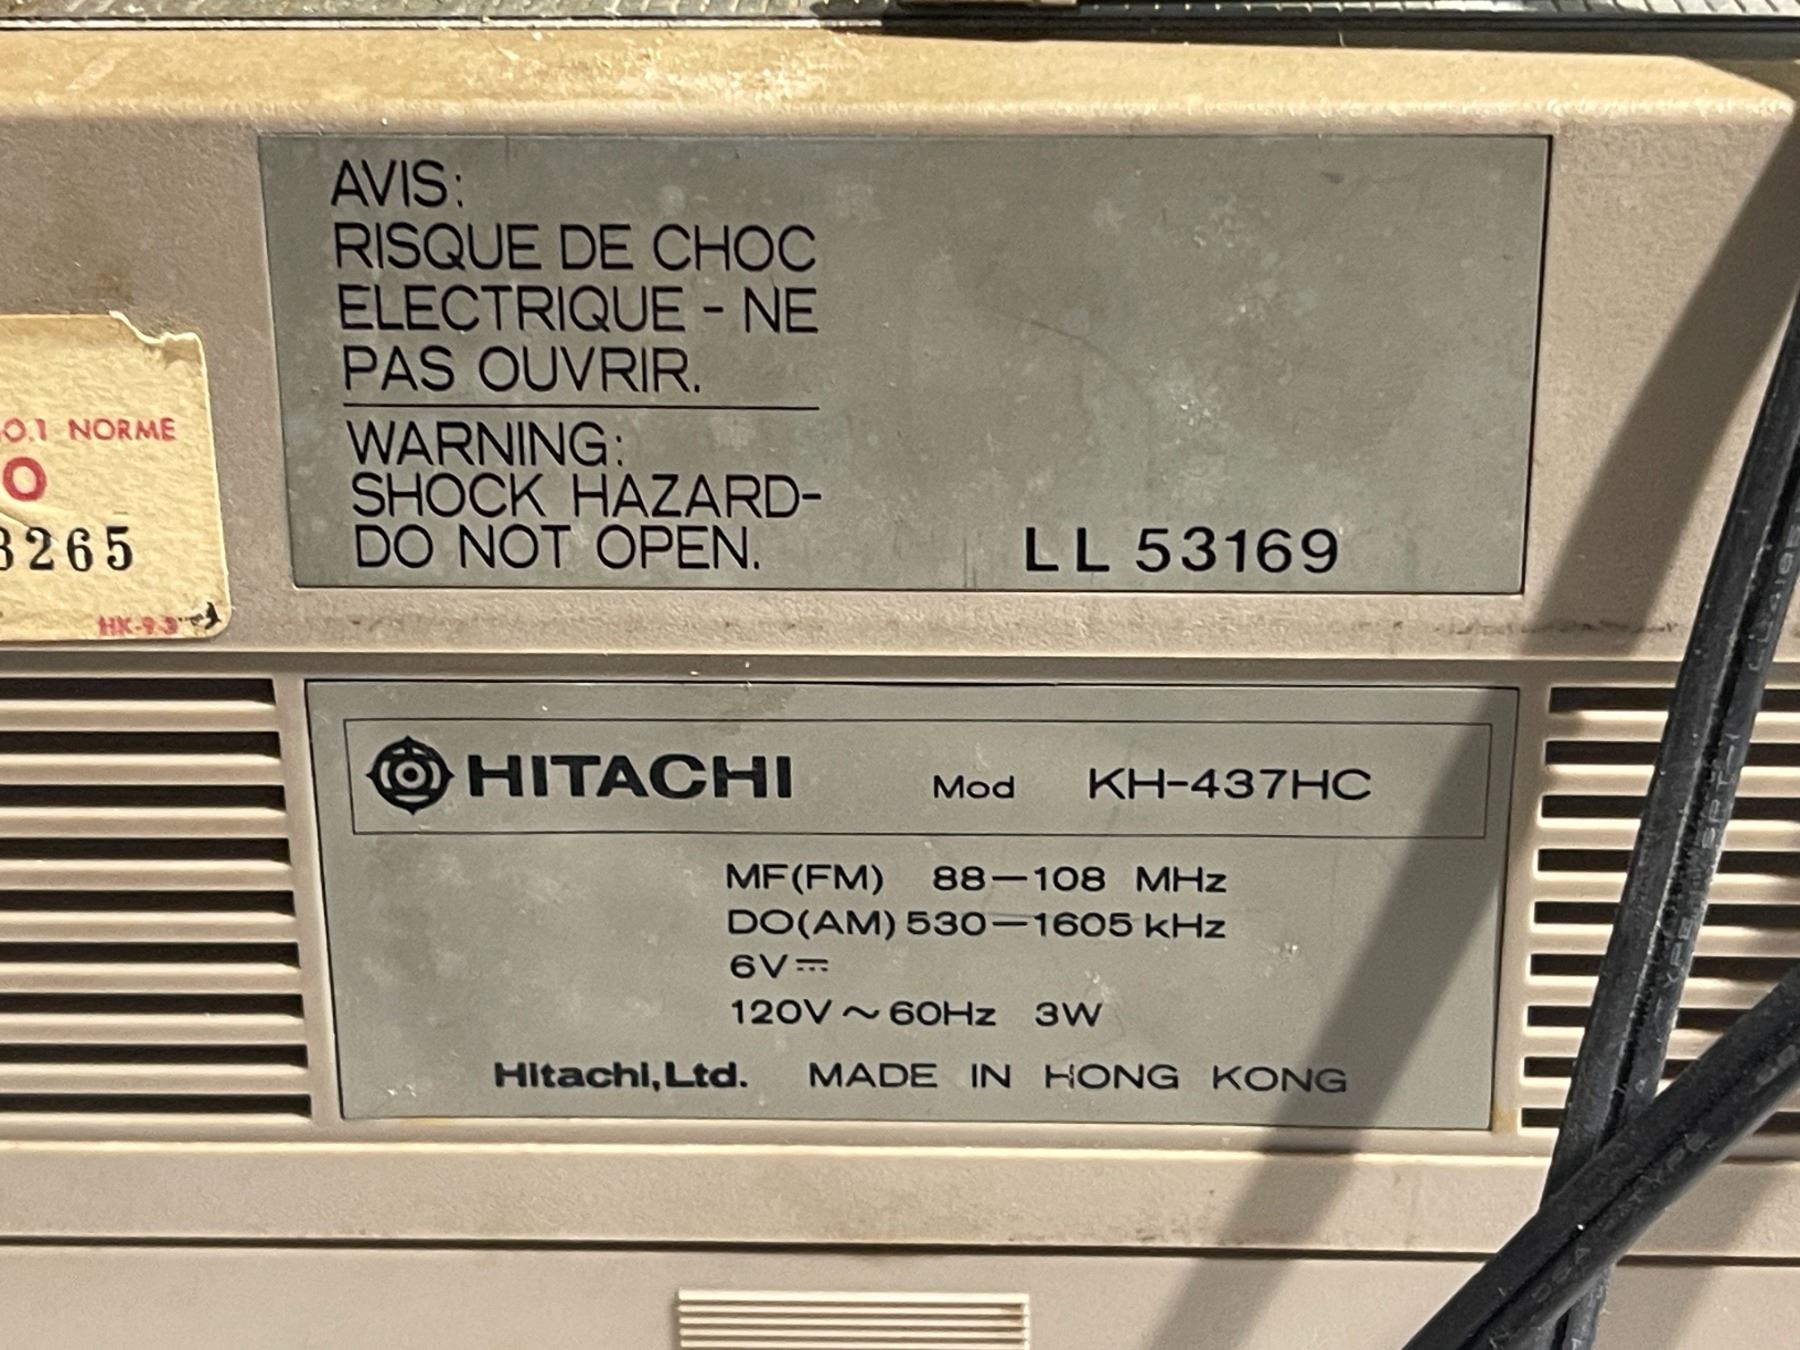 AVIS:
RISQUE DE CHOC
ELECTRIQUE - NE
PAS OUVRIR.
WARNING:
SHOCK HAZARD-
DO NOT OPEN.
LL 53169
NORME
3265
HITACHI Mod KH-437HC
MF(FM) 88—108 MHz
DO(AM) 530—1605 kHz
6V⎓
120V～60Hz 3W
Hitachi,Ltd. MADE IN HONG KONG